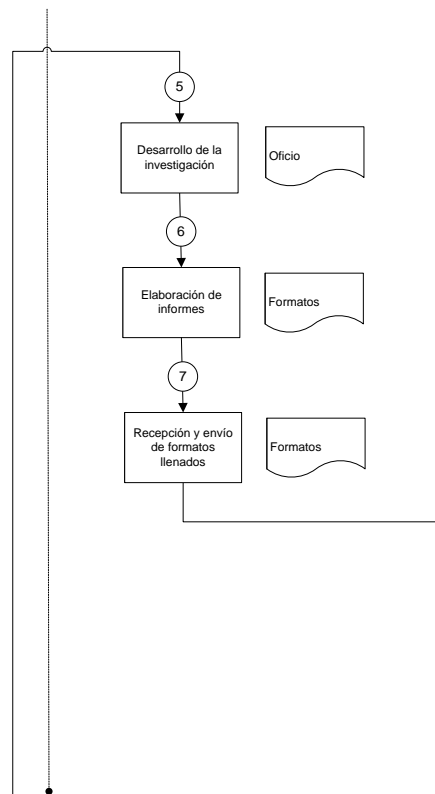 5
Desarrollo de la
investigación
Oficio
6
Elaboración de
informes
Formatos
7
Recepción y envío
de formatos
llenados
Formatos